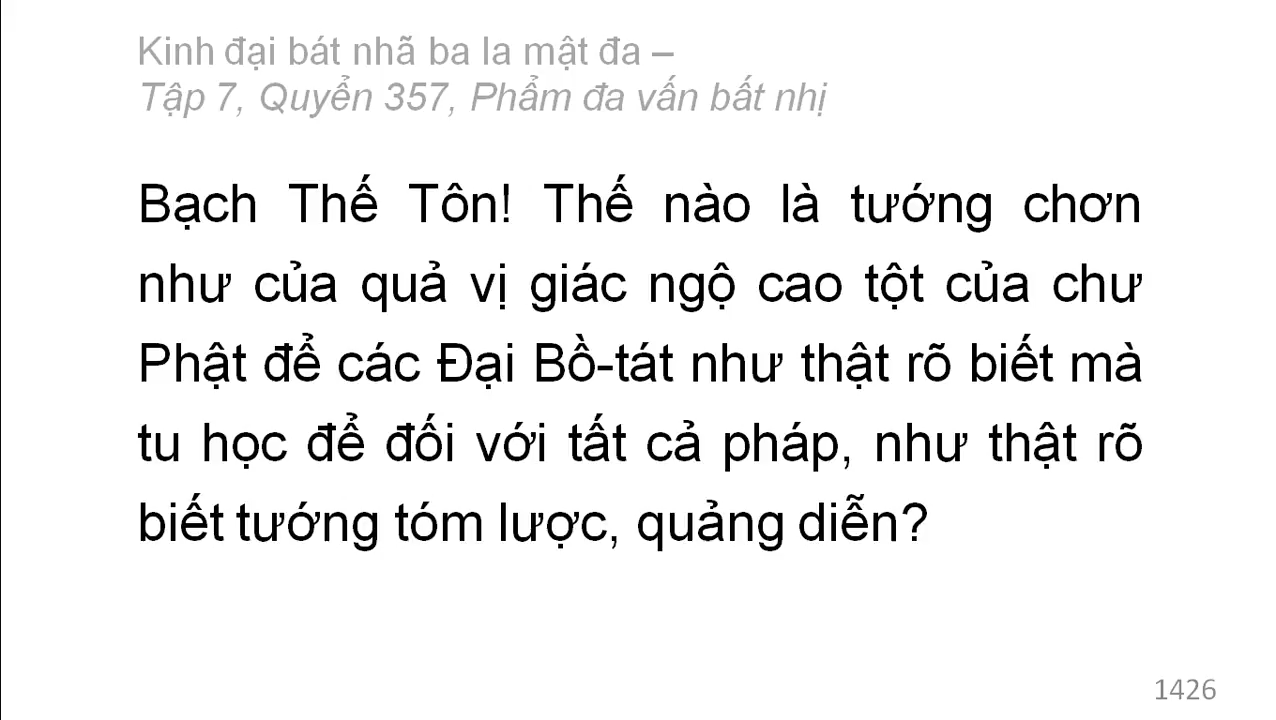 Kinh đại bát nhã ba la mật đa –
Tập 7, Quyển 357, Phẩm đa vấn bất nhị
Bạch Thế Tôn! Thế nào là tướng chơn
như của quả vị giác ngộ cao tột của chư
Phật để các Đại Bồ-tát như thật rõ biết mà
tu học để đối với tất cả pháp, như thật rõ
biết tướng tóm lược, quảng diễn?
1426